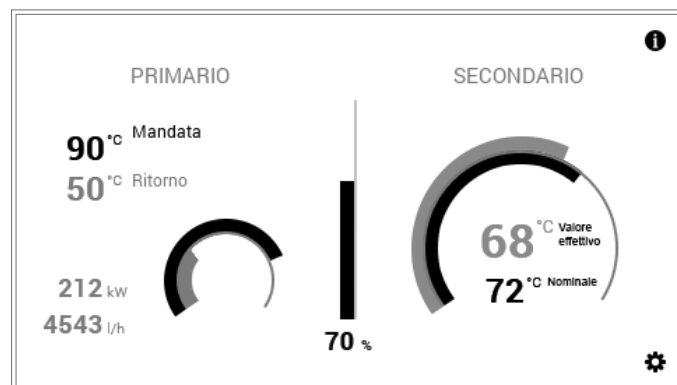 PRIMARIO
90 °C Mandata
50 °C Ritorno
212 kW
4543 l/h
70 %
SECONDARIO
68 °C Valore
effettivo
72 °C Nominale